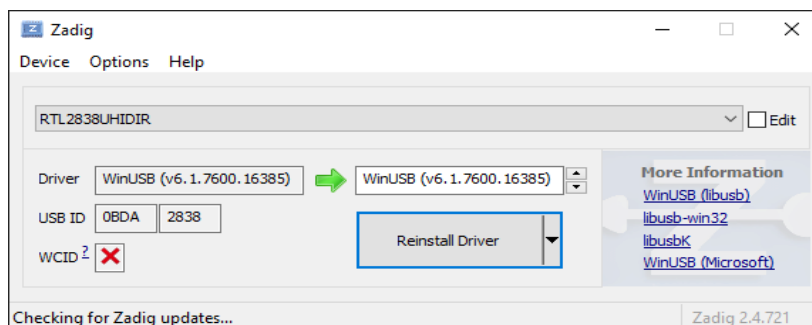 Zadig
Device Options Help
RTL2838UHIDIR
Edit
Driver WinUSB (v6.1.7600.16385) WinUSB (v6.1.7600.16385)
USB ID 0BDA 2838
WCID ?
Reinstall Driver
More Information
WinUSB (libusb)
libusb-win32
libusbK
WinUSB (Microsoft)
Checking for Zadig updates... Zadig 2.4.721